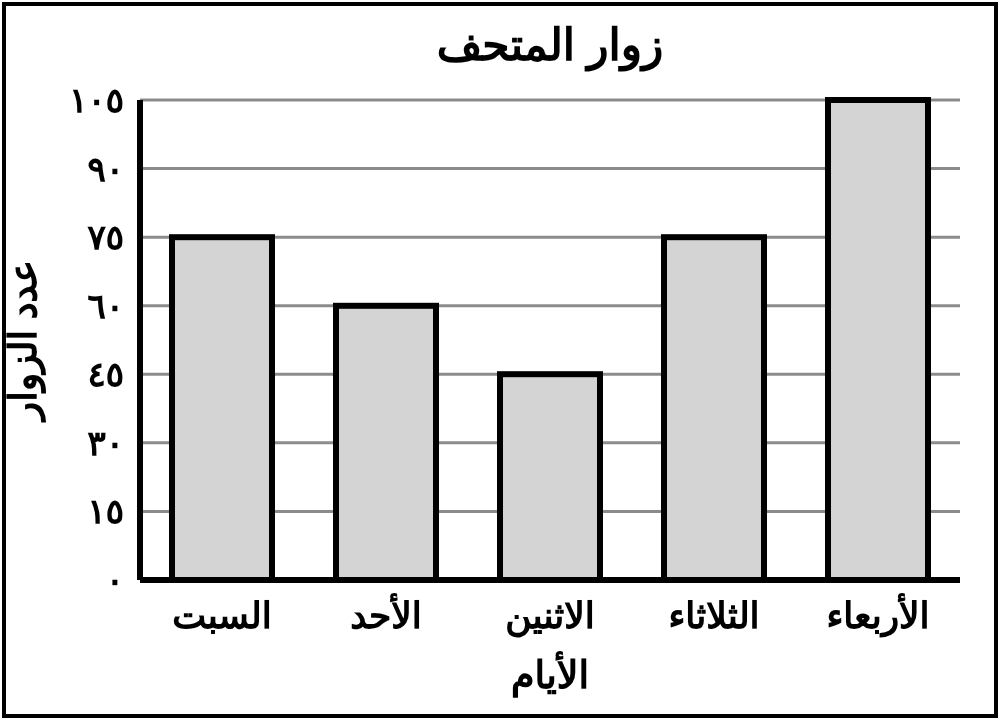 زوار المتحف
عدد الزوار
١٠٥
٩٠
٧٥
٦٠
٤٥
٣٠
١٥
٠
السبت
الأحد
الاثنين
الثلاثاء
الأربعاء
الأيام